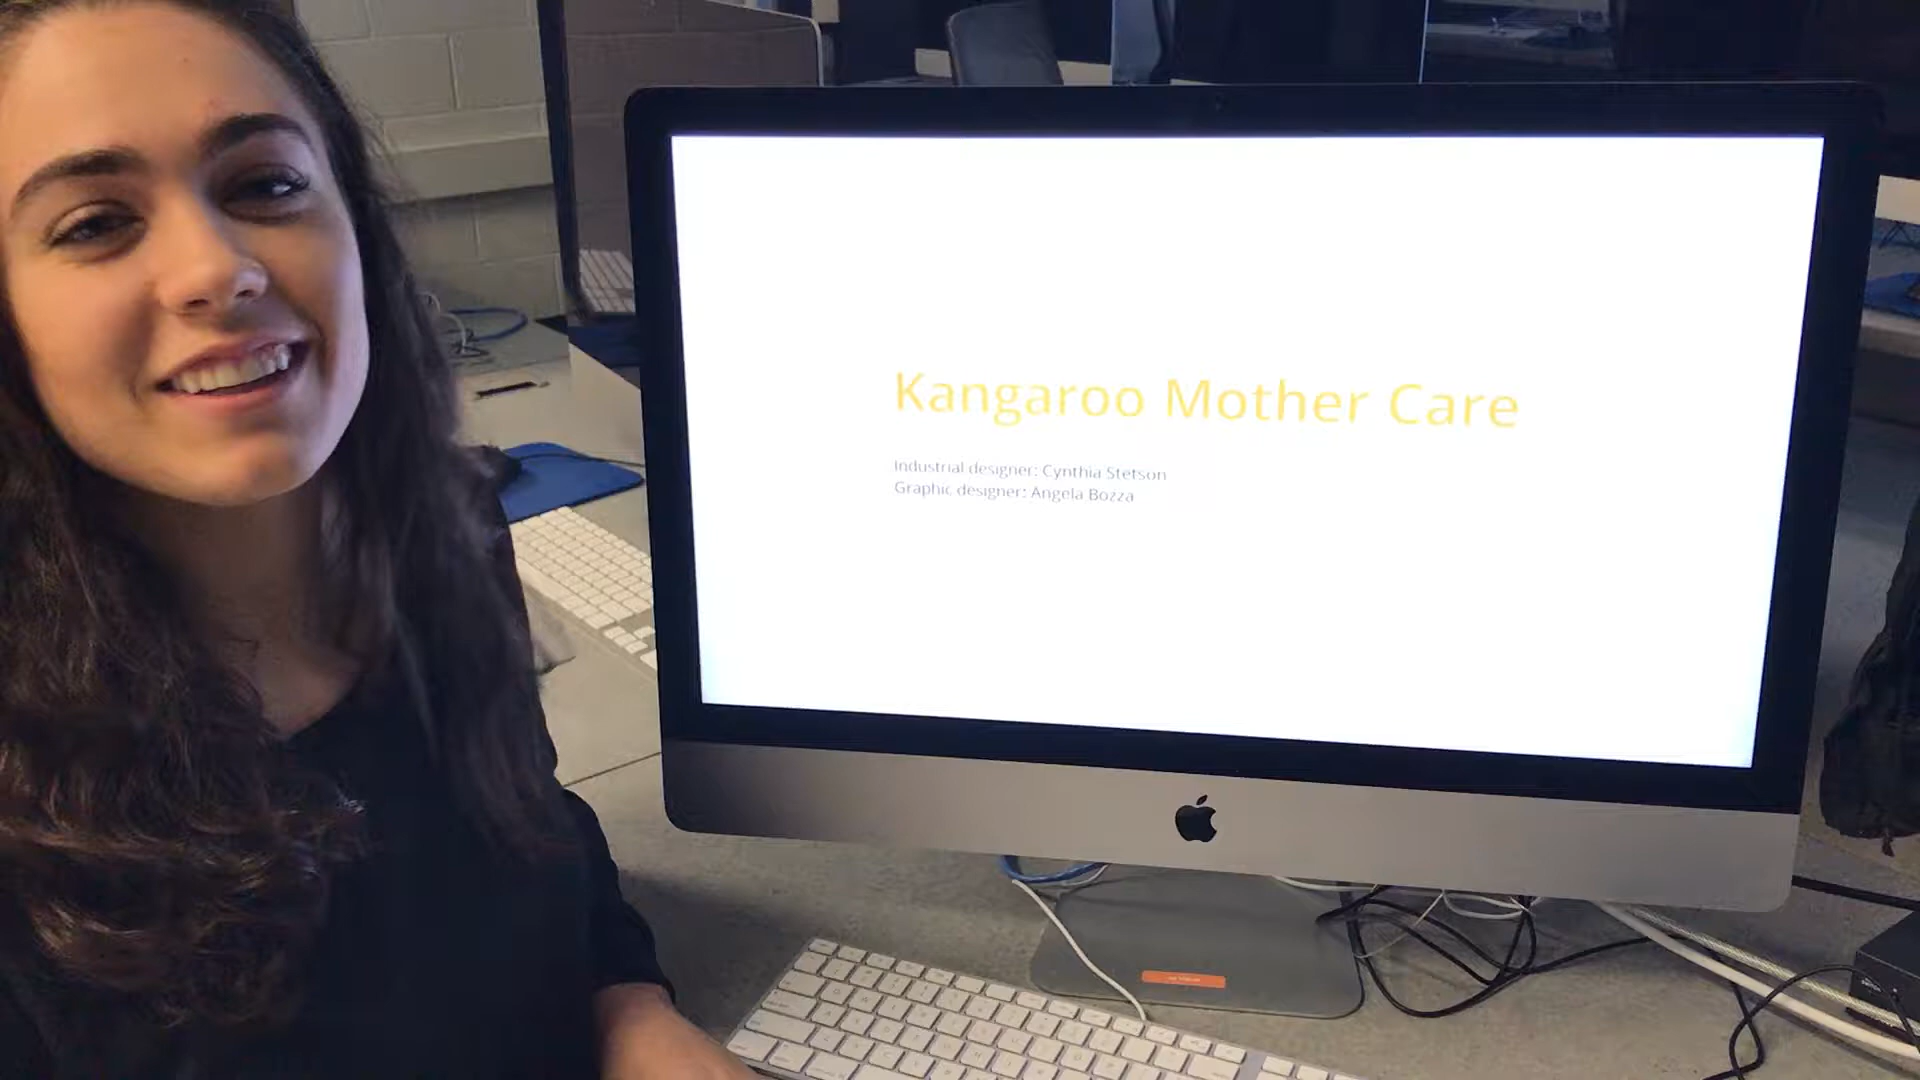 Kangaroo Mother Care
Industrial designer: Cynthia Stetson
Graphic designer: Angela Bozza